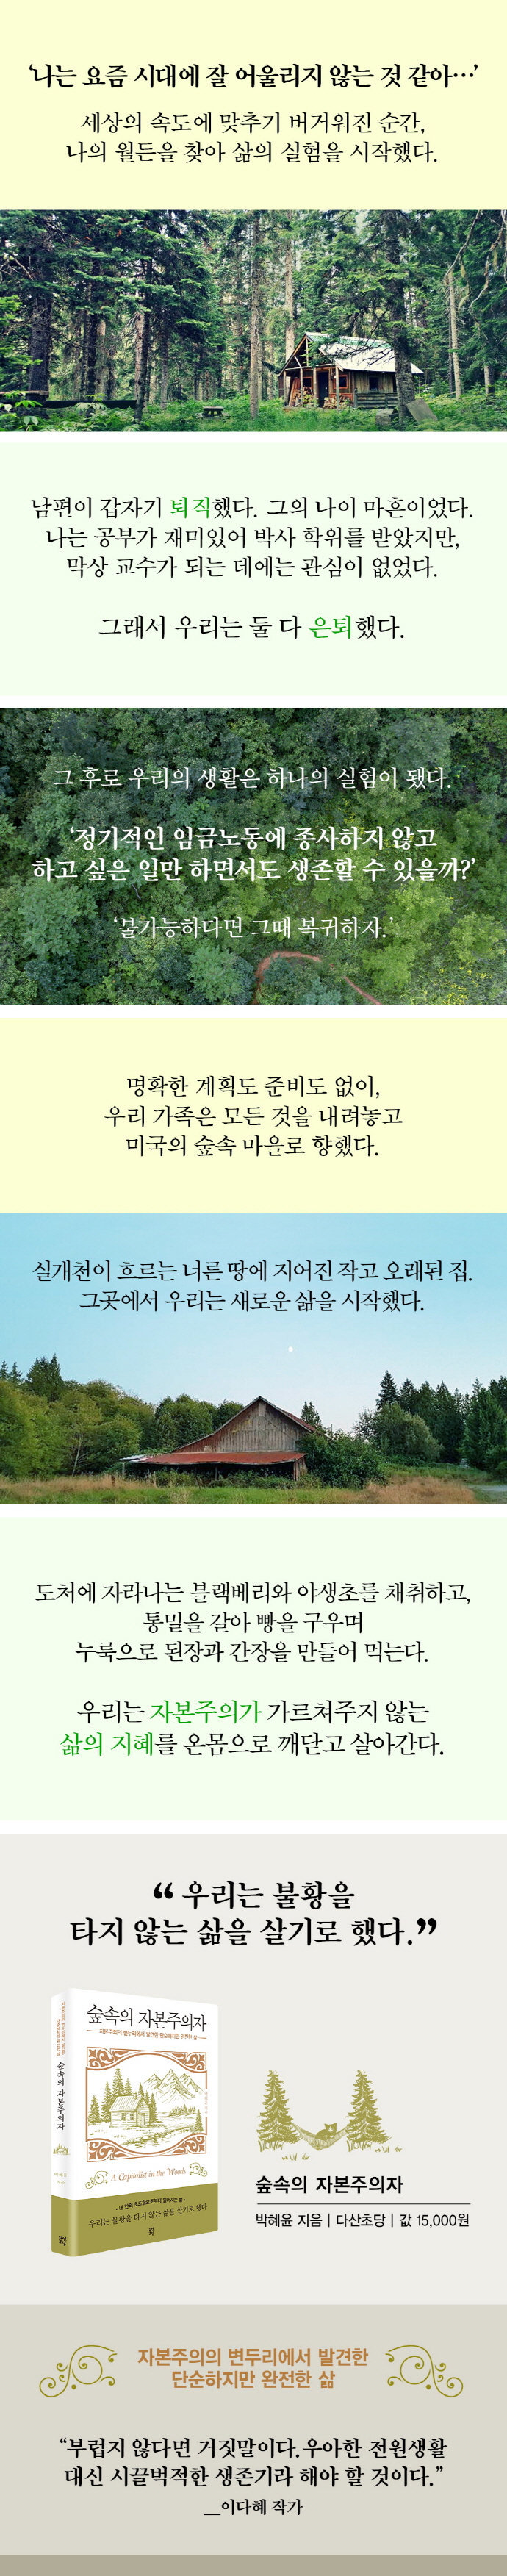 ‘나는 요즘 시대에 잘 어울리지 않는 것 같아…’
세상의 속도에 맞추기 버거워진 순간,
나의 월든을 찾아 삶의 실험을 시작했다.
남편이 갑자기 퇴직했다. 그의 나이 마흔이었다.
나는 공부가 재미있어 박사 학위를 받았지만,
막상 교수가 되는 데에는 관심이 없었다.
그래서 우리는 둘 다 은퇴했다.
그 후로 우리의 생활은 하나의 실험이 됐다.
‘정기적인 임금노동에 종사하지 않고
하고 싶은 일만 하면서도 생존할 수 있을까?’
‘불가능하다면 그때 복귀하자.’
명확한 계획도 준비도 없이,
우리 가족은 모든 것을 내려놓고
미국의 숲속 마을로 향했다.
실개천이 흐르는 너른 땅에 지어진 작고 오래된 집.
그곳에서 우리는 새로운 삶을 시작했다.
도처에 자라나는 블랙베리와 야생초를 채취하고,
통밀을 갈아 빵을 구우며
누룩으로 된장과 간장을 만들어 먹는다.
우리는 자본주의가 가르쳐주지 않는
삶의 지혜를 온몸으로 깨닫고 살아간다.
“우리는 불황을
타지 않는 삶을 살기로 했다.”
숲속의 자본주의자
자본주의의 변두리에서 발견한 단순하지만 완전한 삶
숲속의 자본주의자
A Capitalist in the Woods
우리는 불황을 타지 않는 삶을 살기로 했다
숲속의 자본주의자
박혜윤 지음 | 다산초당 | 값 15,000원
자본주의의 변두리에서 발견한
단순하지만 완전한 삶
“부럽지 않다면 거짓말이다. 우아한 전원생활
대신 시끌벅적한 생존기라 해야 할 것이다.”
__이다혜 작가